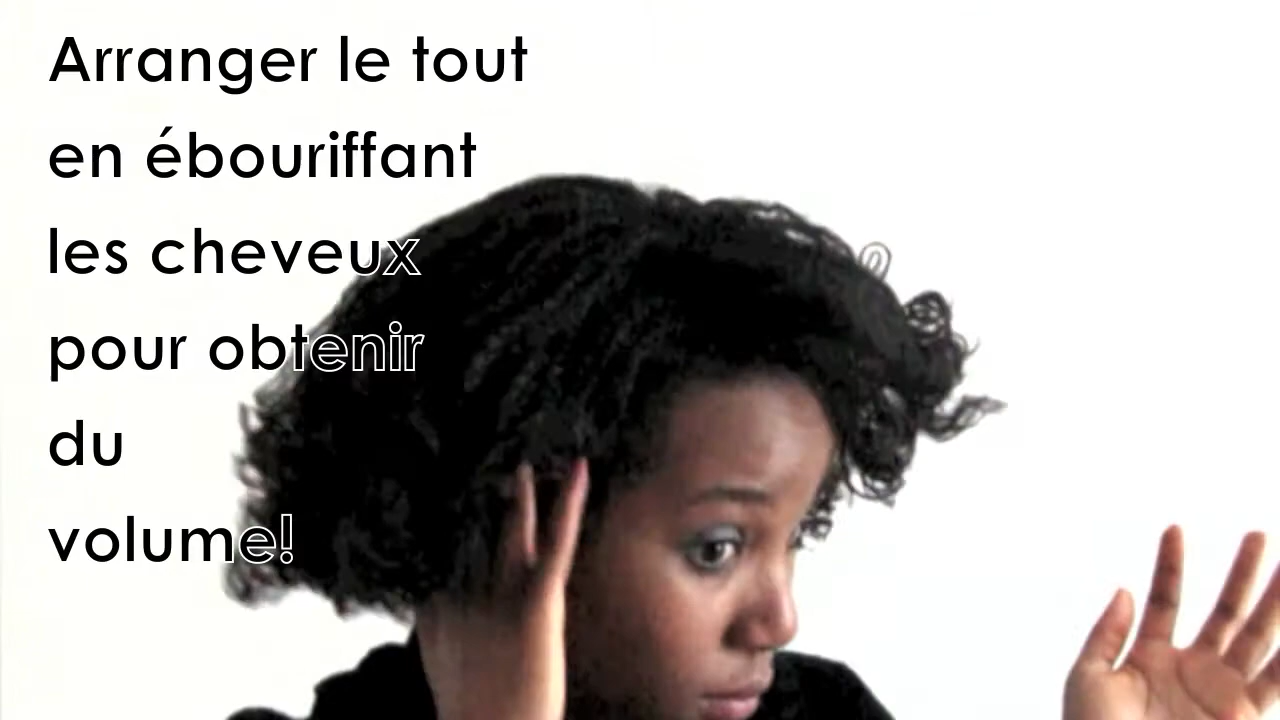 Arranger le tout
en ébouriffant
les cheveux
pour obtenir
du
volume!